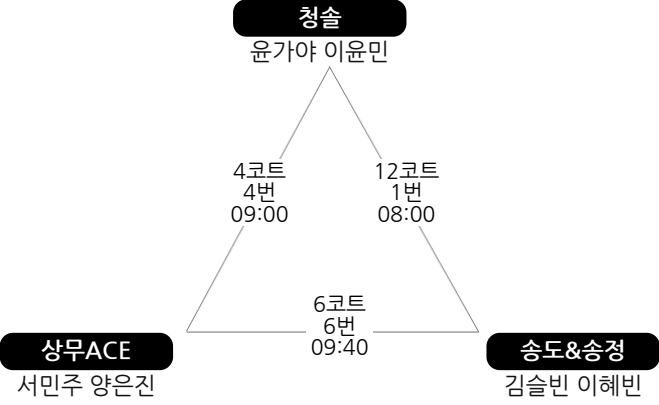 청솔
윤가야 이윤민
4코트
4번
09:00
12코트
1번
08:00
6코트
6번
09:40
상무ACE
서민주 양은진
송도&송정
김슬빈 이혜빈